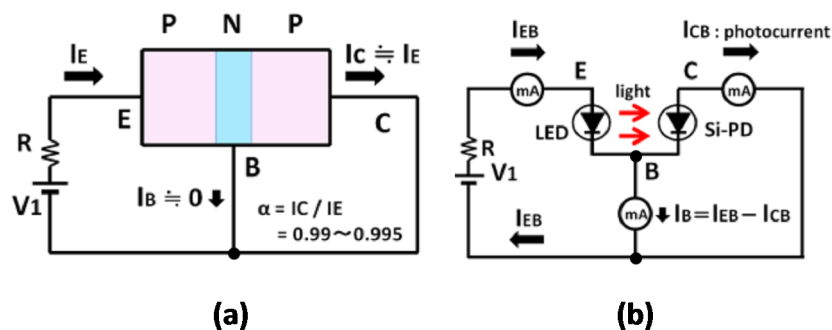 P N P
IE
IC ≒ IE
E
C
R
V1
B
IB ≒ 0
α = IC / IE
= 0.99～0.995
(a)
IEB
ICB : photocurrent
mA
E
light
C
mA
LED
Si-PD
R
V1
B
mA
IB=IEB－ICB
IEB
(b)